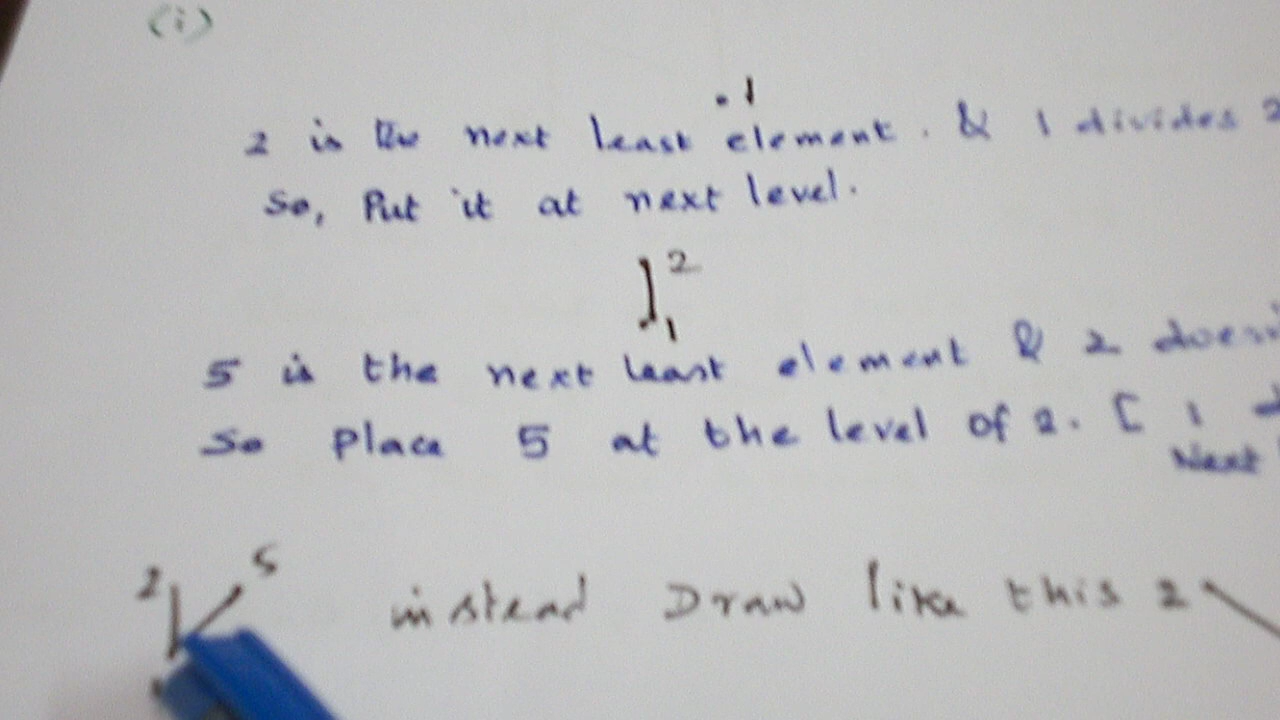 (i)
. 1
2 is the next least element. & 1 divides 2
So, Put it at next level.
2
1
5 is the next least element & 2
So Place 5 at the level of 2. [ 1
Next
2 5
instead Draw like this 2